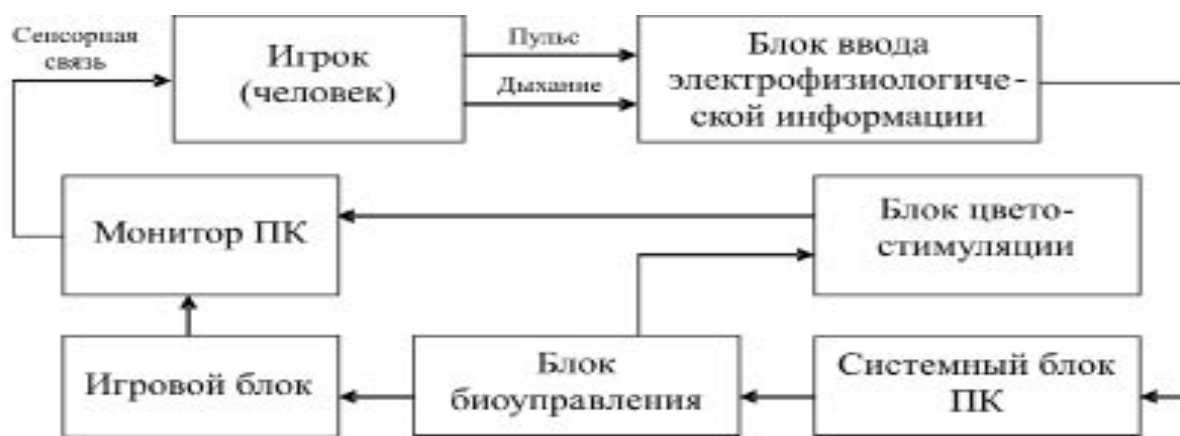 Сенсорная
связь
Игрок
(человек)
Пульс
Дыхание
Блок ввода
электрофизиологиче-
ской информации
Монитор ПК
Блок цвето-
стимуляции
Игровой блок
Блок
биоуправления
Системный блок
ПК